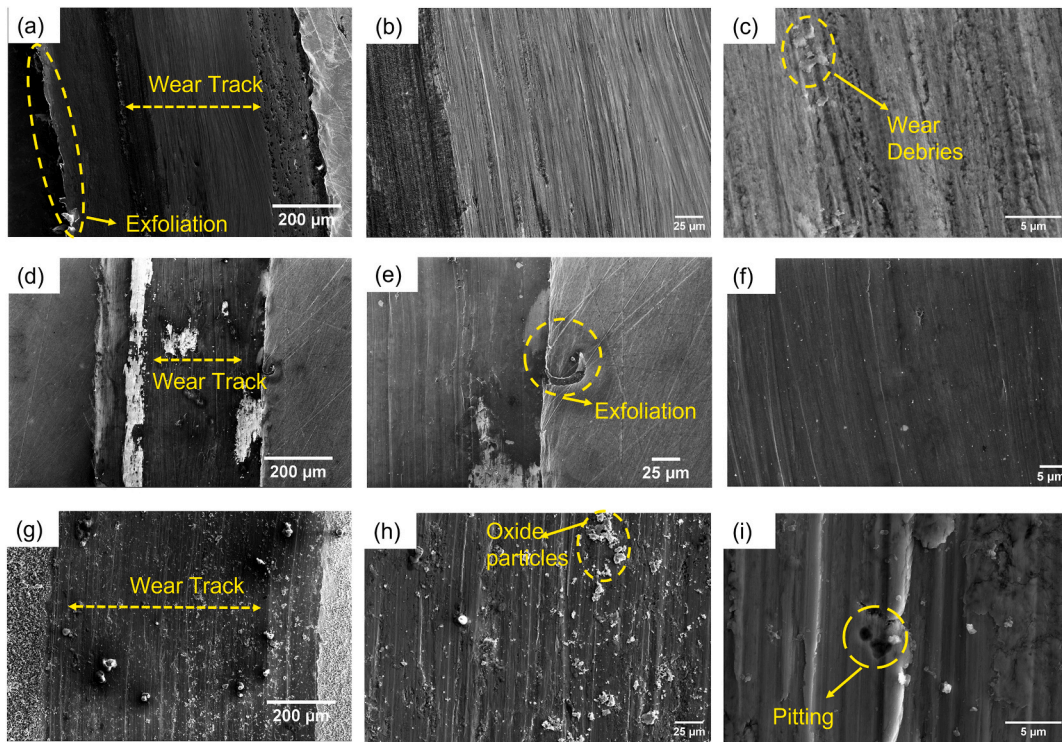 (a)
Wear Track
Exfoliation
200 µm
(b)
25 µm
(c)
Wear
Debries
5 µm
(d)
Wear Track
200 µm
(e)
Exfoliation
25 µm
(f)
5 µm
(g)
Wear Track
200 µm
(h)
Oxide
particles
25 µm
(i)
Pitting
5 µm